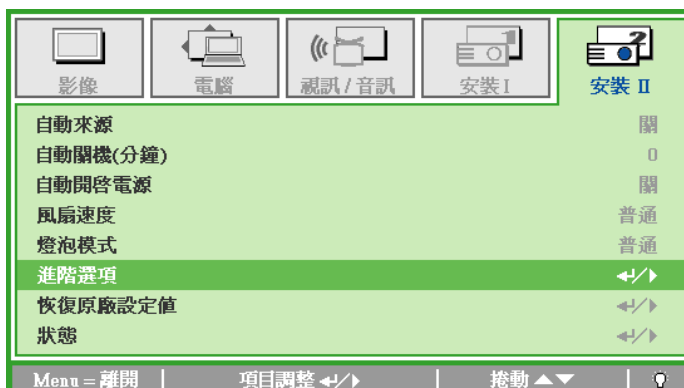 影像 電腦 視訊 / 音訊 安裝 I 安裝 II
自動來源 關
自動關機(分鐘) 0
自動開啓電源 關
風扇速度 普通
燈泡模式 普通
進階選項 ↵/▶
恢復原廠設定值 ↵/▶
狀態 ↵/▶
Menu = 離開 項目調整 ↵/▶ 捲動 ▲▼